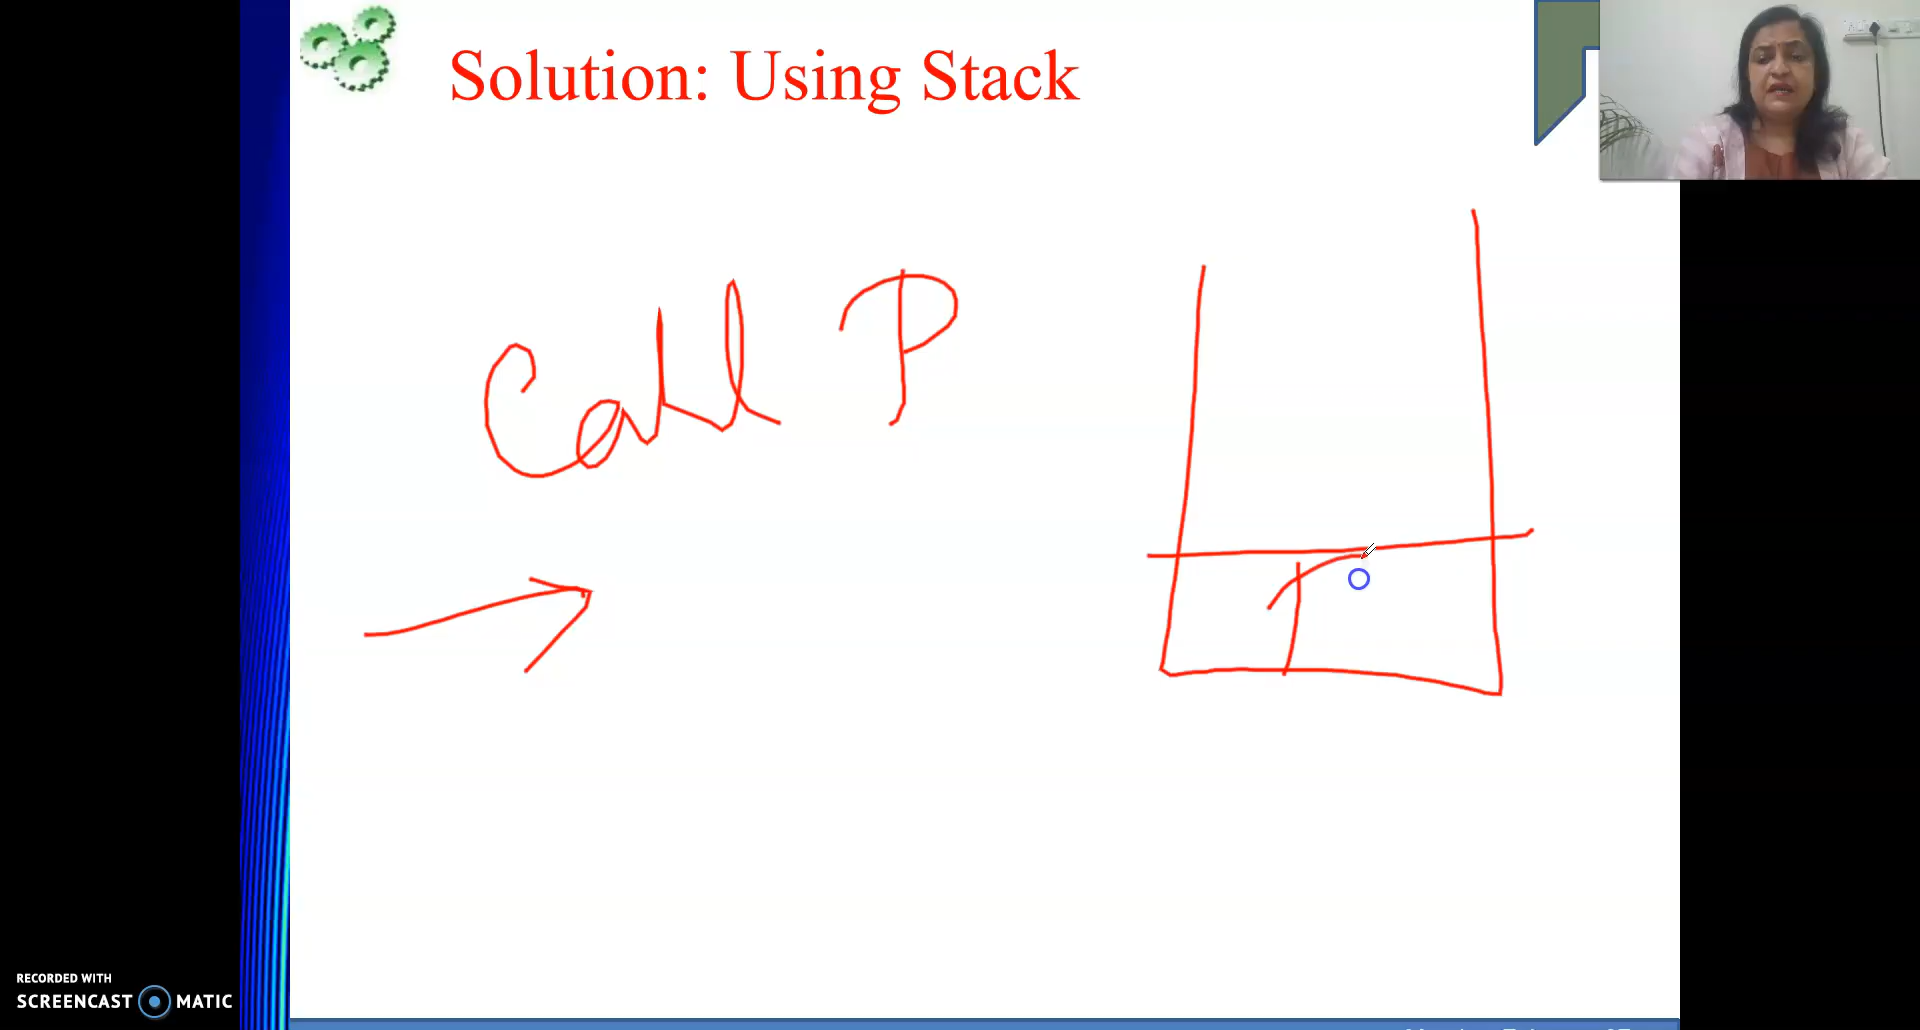 Solution: Using Stack
Call P
RECORDED WITH
SCREENCAST MATIC